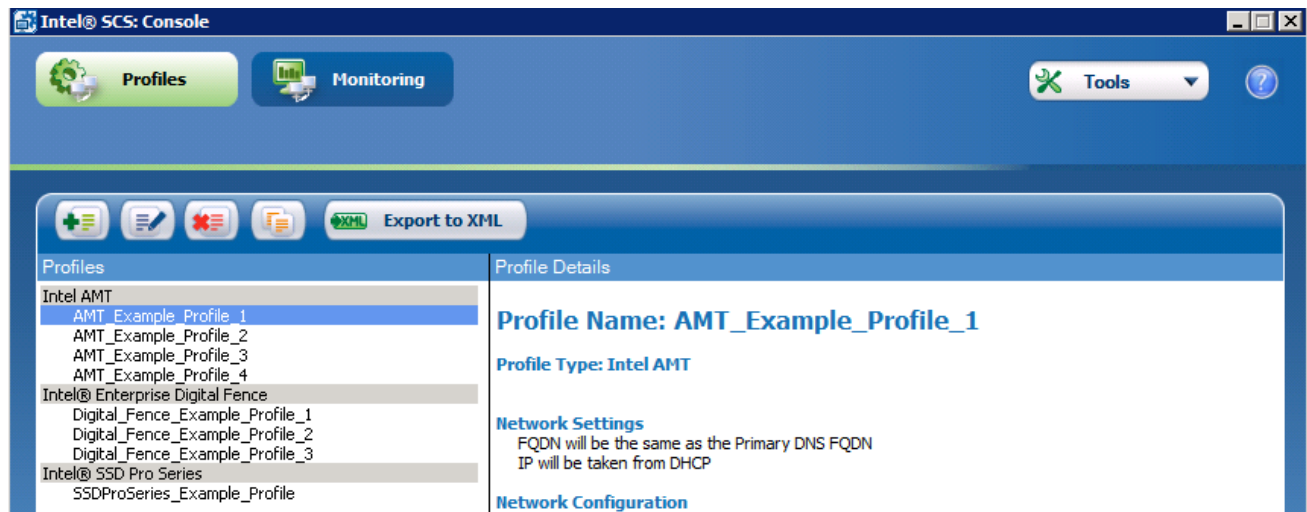 Intel® SCS: Console
Profiles
Monitoring
Tools
?
XML
Export to XML
Profiles
Intel AMT
AMT_Example_Profile_1
AMT_Example_Profile_2
AMT_Example_Profile_3
AMT_Example_Profile_4
Intel® Enterprise Digital Fence
Digital_Fence_Example_Profile_1
Digital_Fence_Example_Profile_2
Digital_Fence_Example_Profile_3
Intel® SSD Pro Series
SSDProSeries_Example_Profile
Profile Details
Profile Name: AMT_Example_Profile_1
Profile Type: Intel AMT
Network Settings
FQDN will be the same as the Primary DNS FQDN
IP will be taken from DHCP
Network Configuration